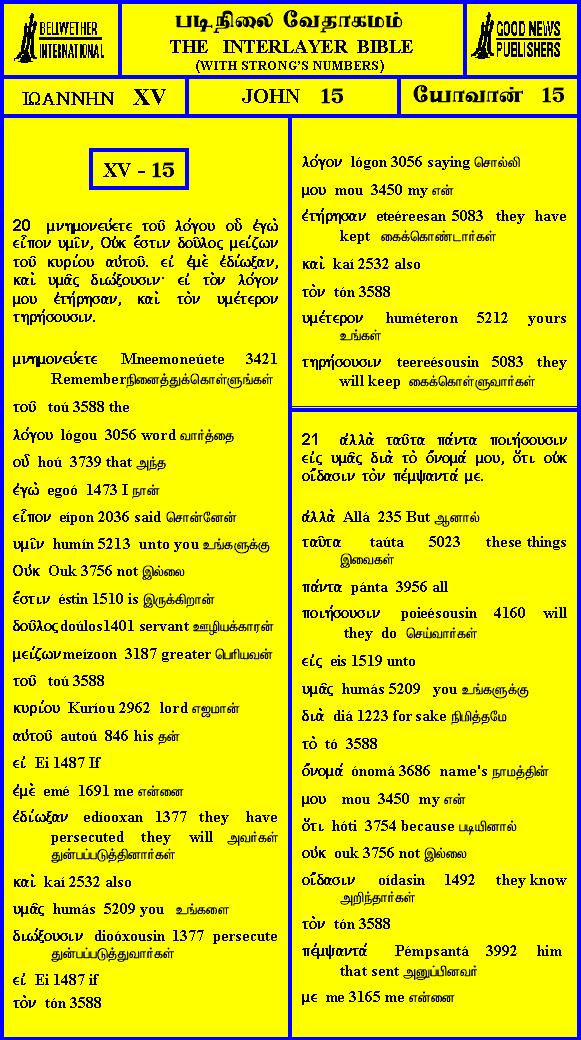 BELLWETHER
INTERNATIONAL
படிநிலை வேதாகமம்
THE INTERLAYER BIBLE
(WITH STRONG'S NUMBERS)
GOOD NEWS
PUBLISHERS
ΙΩΑΝΝΗΝ XV
JOHN 15
யோவான் 15
XV - 15
20 μνημονεύετε τοῦ λόγου οὗ ἐγὼ
εἶπον υμῖν, Οὐκ ἔστιν δοῦλος μείζων
τοῦ κυρίου αὐτοῦ. εἰ ἐμὲ ἐδίωξαν,
καὶ υμᾶς διώξουσιν· εἰ τὸν λόγον
μου ἐτήρησαν, καὶ τὸν υμέτερον
τηρήσουσιν.
μνημονεύετε Mneemoneúete 3421
Rememberநினைத்துக்கொள்ளுங்கள்
τοῦ toú 3588 the
λόγου lógou 3056 word வார்த்தை
οὗ hoú 3739 that அந்த
ἐγὼ egoó 1473 I நான்
εἶπον eípon 2036 said சொன்னேன்
υμῖν humín 5213 unto you உங்களுக்கு
Οὐκ Ouk 3756 not இல்லை
ἔστιν éstin 1510 is இருக்கிறான்
δοῦλος doúlos1401 servant ஊழியக்காரன்
μείζων meízoon 3187 greater பெரியவன்
τοῦ toú 3588
κυρίου Kuríou 2962 lord எஜமான்
αὐτοῦ autoú 846 his தன்
εἰ Ei 1487 If
ἐμὲ emé 1691 me என்னை
ἐδίωξαν edíooxan 1377 they have
persecuted they will அவர்கள்
துன்பப்படுத்தினார்கள்
καὶ kaí 2532 also
υμᾶς humás 5209 you உங்களை
διώξουσιν dioóxousin 1377 persecute
துன்பப்படுத்துவார்கள்
εἰ Ei 1487 if
τὸν tón 3588
λόγον lógon 3056 saying சொல்லி
μου mou 3450 my என்
ἐτήρησαν eteéreesan 5083 they have
kept கைக்கொண்டார்கள்
καὶ kaí 2532 also
τὸν tón 3588
υμέτερον huméteron 5212 yours
உங்கள்
τηρήσουσιν teereésousin 5083 they
will keep கைக்கொள்ளுவார்கள்
21 ἀλλὰ ταῦτα πάντα ποιήσουσιν
εἰς υμᾶς διὰ τὸ ὄνομά μου, ὅτι οὐκ
οἴδασιν τὸν πέμψαντά με.
ἀλλὰ Allá 235 But ஆனால்
ταῦτα taúta 5023 these things
இவைகள்
πάντα pánta 3956 all
ποιήσουσιν poieésousin 4160 will
they do செய்வார்கள்
εἰς eis 1519 unto
υμᾶς humás 5209 you உங்களுக்கு
διὰ diá 1223 for sake நிமித்தமே
τὸ tó 3588
ὄνομά ónomá 3686 name's நாமத்தின்
μου mou 3450 my என்
ὅτι hóti 3754 because படியினால்
οὐκ ouk 3756 not இல்லை
οἴδασιν oídasin 1492 they know
அறிந்தார்கள்
τὸν tón 3588
πέμψαντά Pémpsantá 3992 him
that sent அனுப்பினவர்
με me 3165 me என்னை